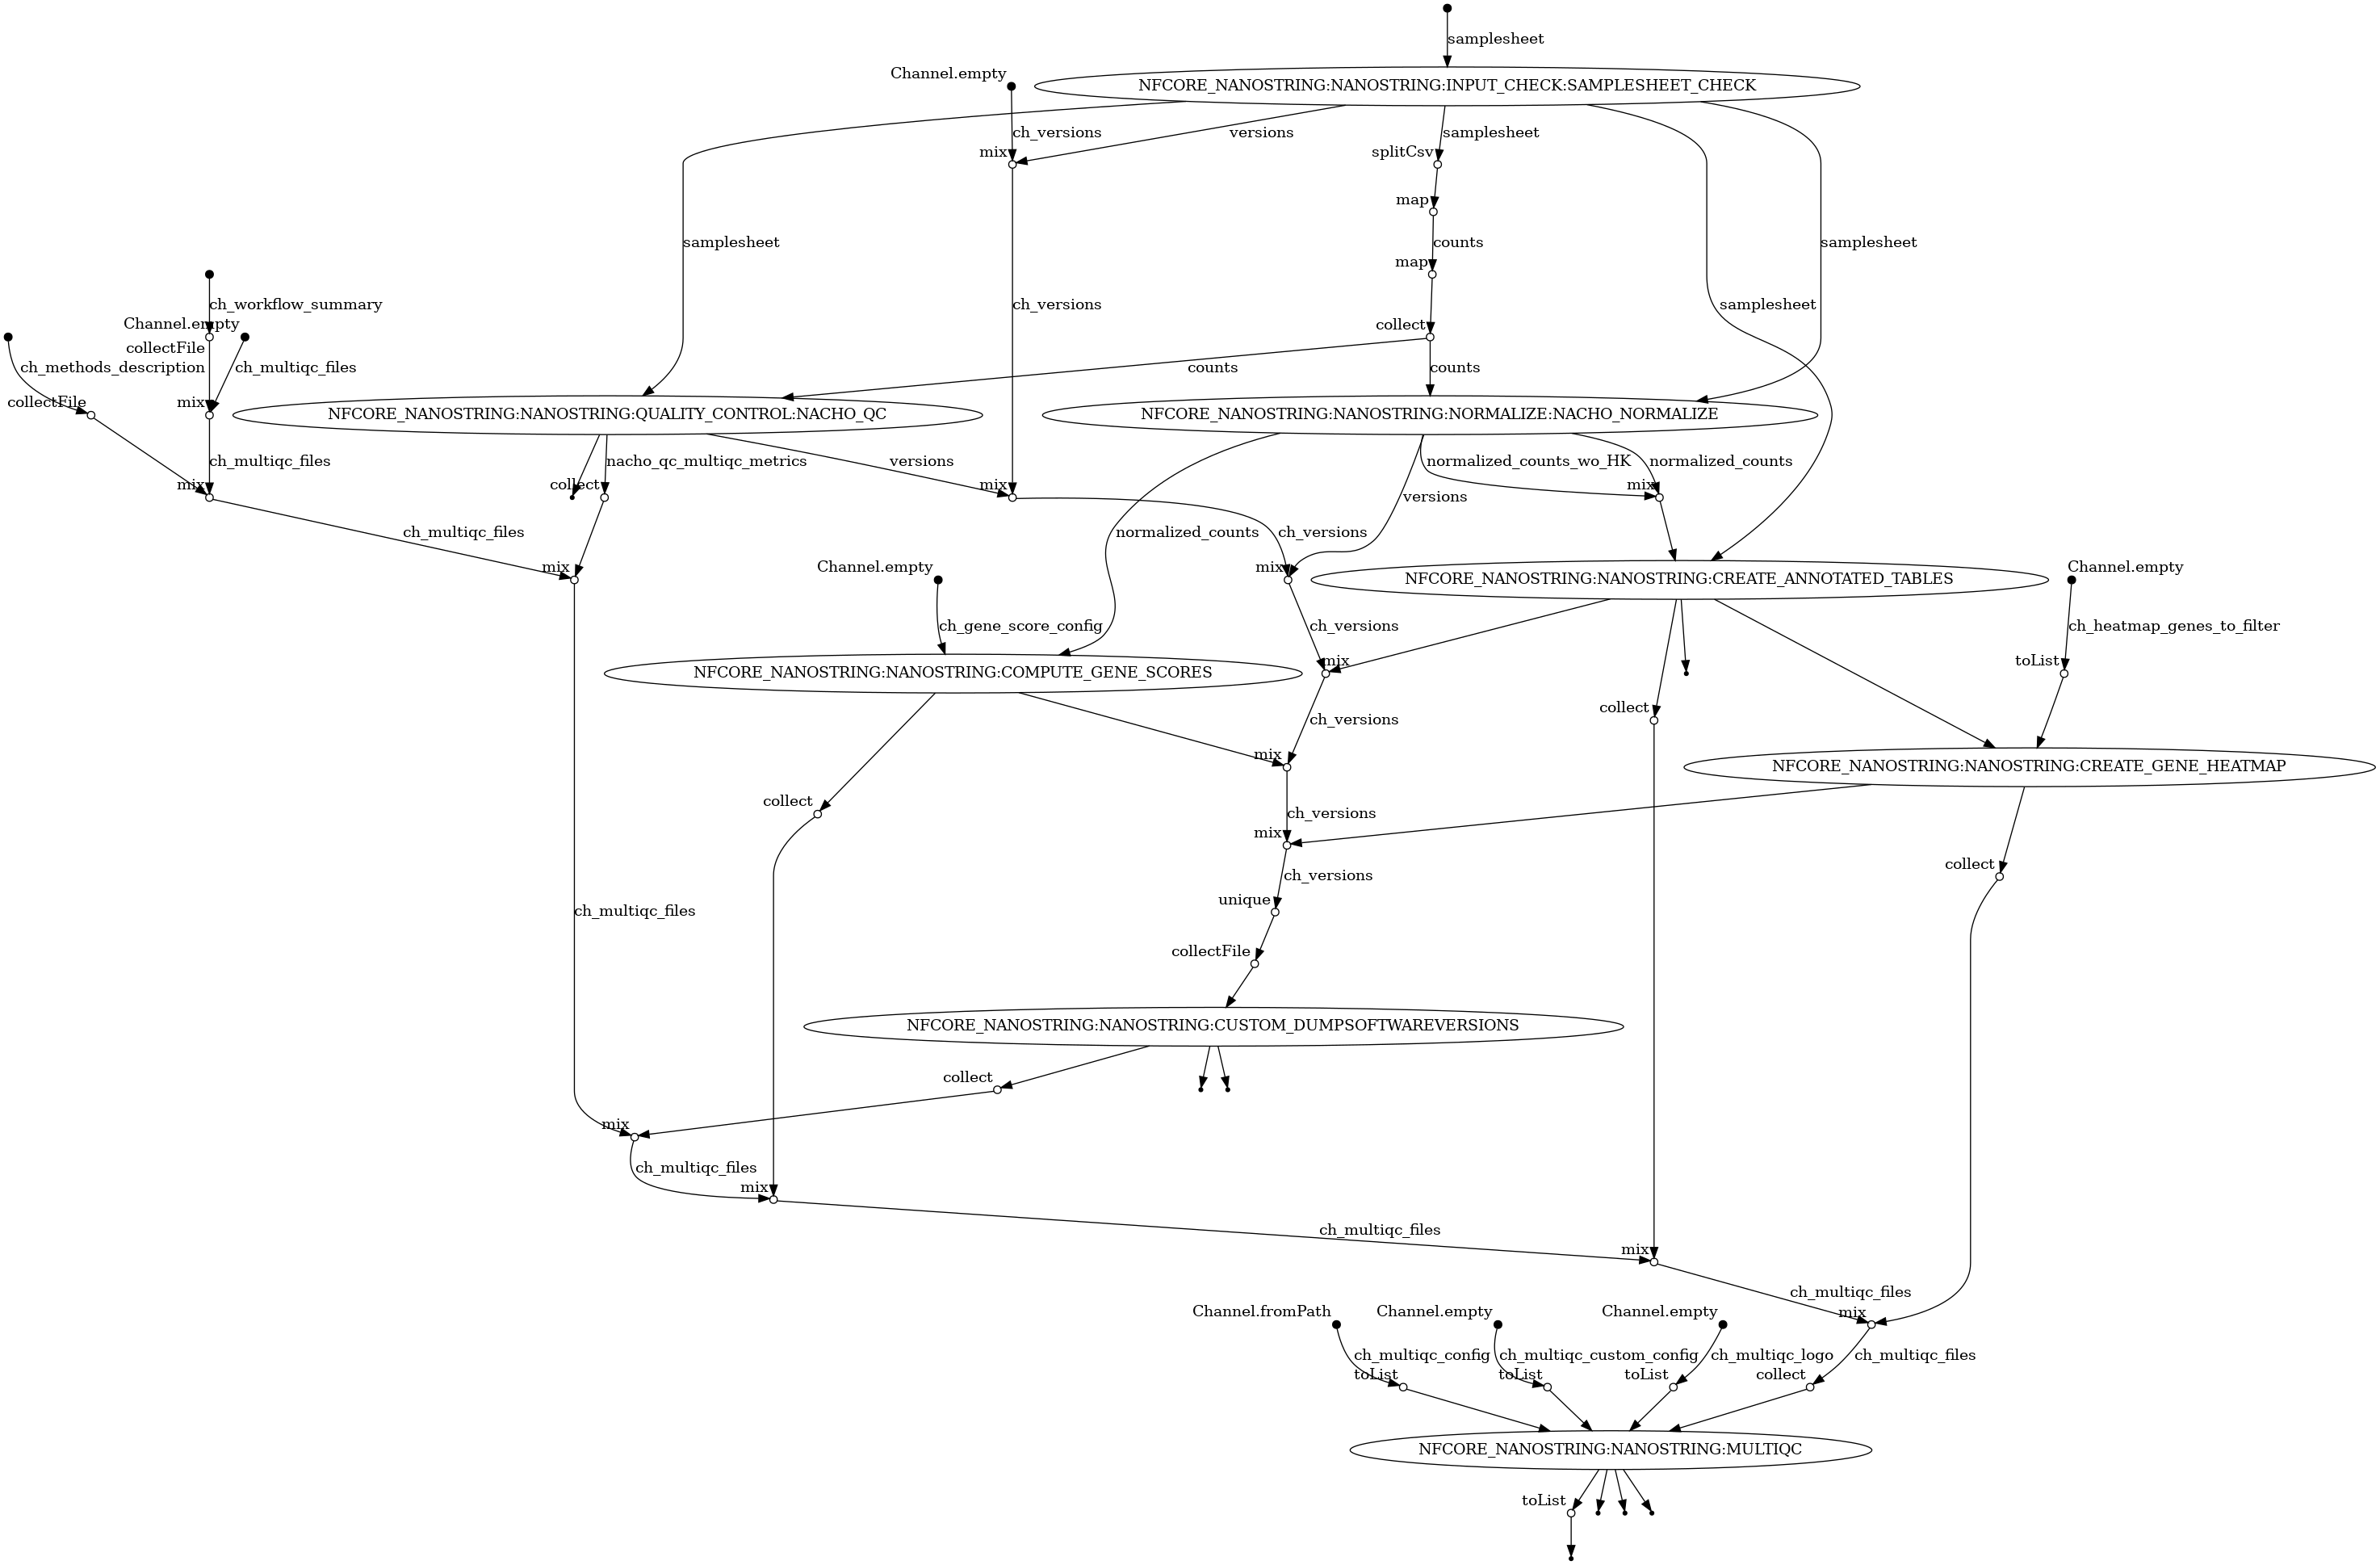 samplesheet
Channel.empty
NFCORE_NANOSTRING:NANOSTRING:INPUT_CHECK:SAMPLESHEET_CHECK
ch_versions
versions
samplesheet
mix
splitCsv
map
samplesheet
counts
samplesheet
map
ch_workflow_summary
ch_versions
samplesheet
Channel.empty
collect
collectFile
ch_methods_description
ch_multiqc_files
counts
counts
collectFile
mix
NFCORE_NANOSTRING:NANOSTRING:QUALITY_CONTROL:NACHO_QC
NFCORE_NANOSTRING:NANOSTRING:NORMALIZE:NACHO_NORMALIZE
ch_multiqc_files
nacho_qc_multiqc_metrics
versions
normalized_counts_wo_HK
normalized_counts
mix
collect
mix
mix
versions
ch_multiqc_files
normalized_counts
ch_versions
mix
Channel.empty
mix
Channel.empty
NFCORE_NANOSTRING:NANOSTRING:CREATE_ANNOTATED_TABLES
ch_gene_score_config
ch_versions
ch_heatmap_genes_to_filter
mix
toList
NFCORE_NANOSTRING:NANOSTRING:COMPUTE_GENE_SCORES
collect
ch_versions
mix
NFCORE_NANOSTRING:NANOSTRING:CREATE_GENE_HEATMAP
collect
ch_versions
mix
collect
ch_versions
unique
ch_multiqc_files
collectFile
NFCORE_NANOSTRING:NANOSTRING:CUSTOM_DUMPSOFTWAREVERSIONS
collect
mix
ch_multiqc_files
mix
ch_multiqc_files
mix
ch_multiqc_files
Channel.fromPath
Channel.empty
Channel.empty
mix
ch_multiqc_config
ch_multiqc_custom_config
ch_multiqc_logo
ch_multiqc_files
toList
toList
toList
collect
NFCORE_NANOSTRING:NANOSTRING:MULTIQC
toList